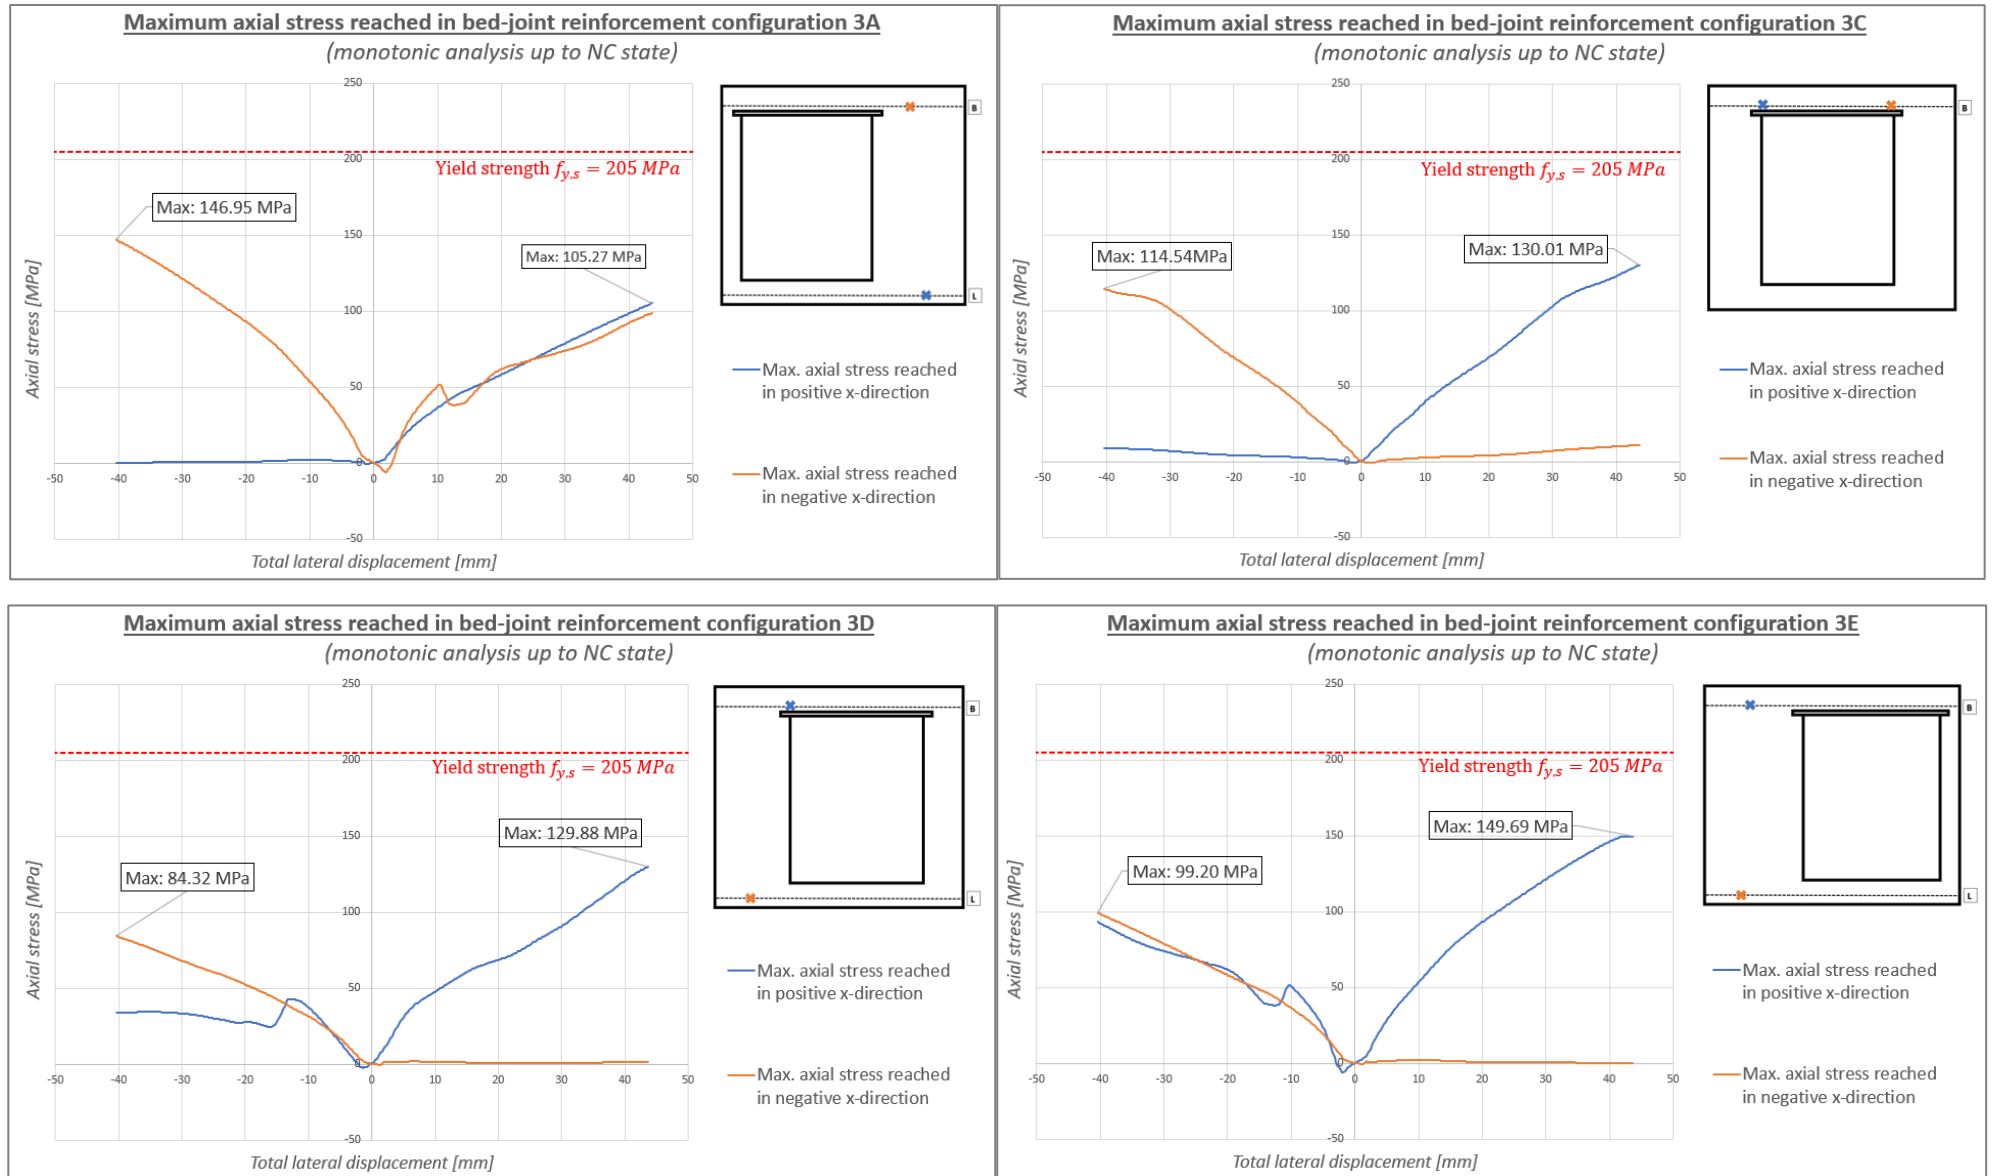 Maximum axial stress reached in bed-joint reinforcement configuration 3A
(monotonic analysis up to NC state)
250
200
150
100
50
0
-50
-50
-40
-30
-20
-10
0
10
20
30
40
50
Axial stress [MPa]
Total lateral displacement [mm]
Yield strength f_{y,s} = 205 MPa
Max: 146.95 MPa
Max: 105.27 MPa
B
L
Max. axial stress reached
in positive x-direction
Max. axial stress reached
in negative x-direction
Maximum axial stress reached in bed-joint reinforcement configuration 3C
(monotonic analysis up to NC state)
250
200
150
100
50
0
-50
-50
-40
-30
-20
-10
0
10
20
30
40
50
Axial stress [MPa]
Total lateral displacement [mm]
Yield strength f_{y,s} = 205 MPa
Max: 114.54MPa
Max: 130.01 MPa
B
Max. axial stress reached
in positive x-direction
Max. axial stress reached
in negative x-direction
Maximum axial stress reached in bed-joint reinforcement configuration 3D
(monotonic analysis up to NC state)
250
200
150
100
50
0
-50
-50
-40
-30
-20
-10
0
10
20
30
40
50
Axial stress [MPa]
Total lateral displacement [mm]
Yield strength f_{y,s} = 205 MPa
Max: 84.32 MPa
Max: 129.88 MPa
B
L
Max. axial stress reached
in positive x-direction
Max. axial stress reached
in negative x-direction
Maximum axial stress reached in bed-joint reinforcement configuration 3E
(monotonic analysis up to NC state)
250
200
150
100
50
0
-50
-50
-40
-30
-20
-10
0
10
20
30
40
50
Axial stress [MPa]
Total lateral displacement [mm]
Yield strength f_{y,s} = 205 MPa
Max: 99.20 MPa
Max: 149.69 MPa
B
L
Max. axial stress reached
in positive x-direction
Max. axial stress reached
in negative x-direction